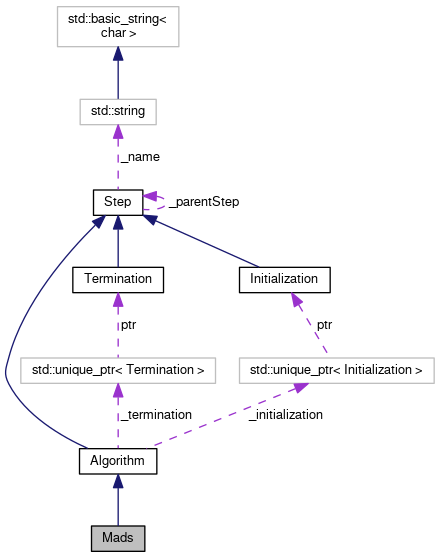 std::basic_string<
char >
std::string
_name
Step
_parentStep
Termination
Initialization
ptr
ptr
std::unique_ptr< Termination >
std::unique_ptr< Initialization >
_termination
_initialization
Algorithm
Mads